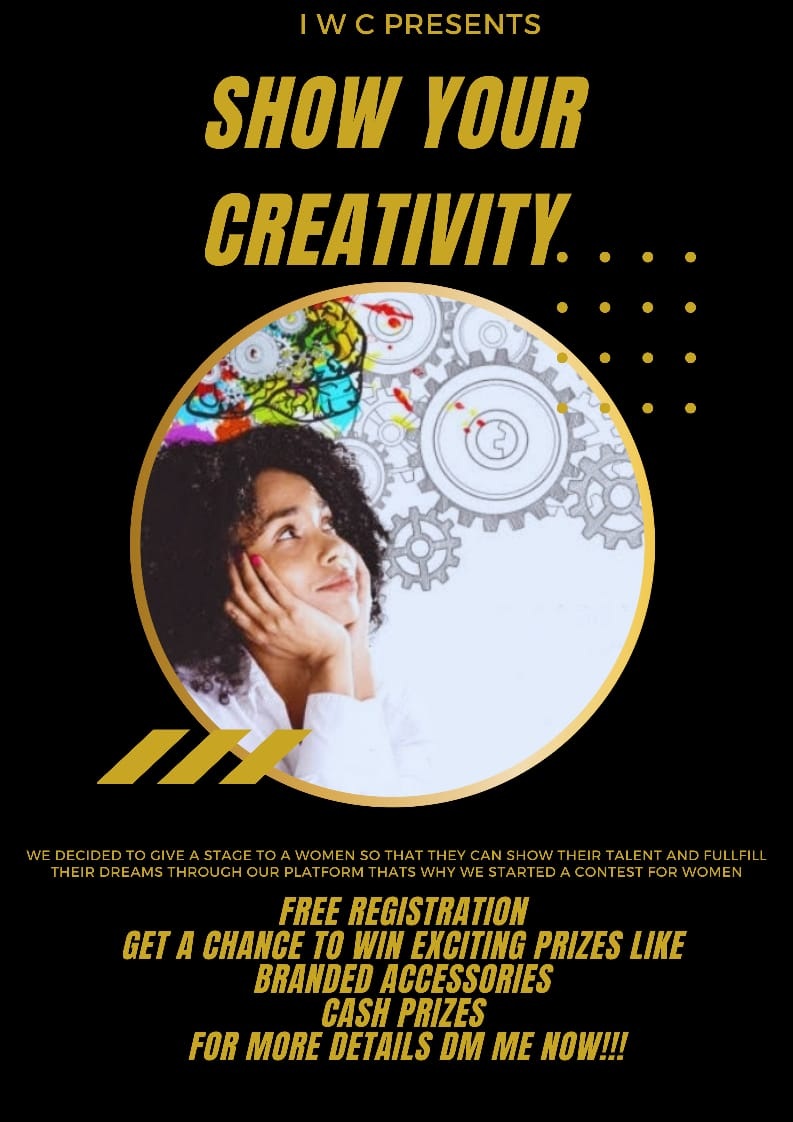 I W C PRESENTS
SHOW YOUR
CREATIVITY
WE DECIDED TO GIVE A STAGE TO A WOMEN SO THAT THEY CAN SHOW THEIR TALENT AND FULLFILL
THEIR DREAMS THROUGH OUR PLATFORM THATS WHY WE STARTED A CONTEST FOR WOMEN
FREE REGISTRATION
GET A CHANCE TO WIN EXCITING PRIZES LIKE
BRANDED ACCESSORIES
CASH PRIZES
FOR MORE DETAILS DM ME NOW!!!